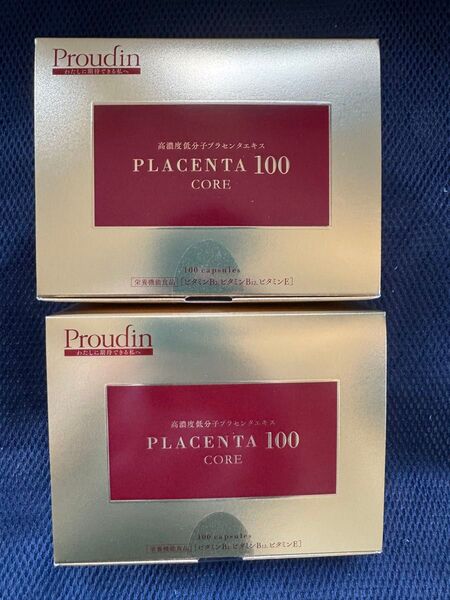 Proudin
わたしに期待できる私へ
高濃度低分子プラセンタエキス
PLACENTA 100
CORE
100 capsules
栄養機能食品 [ビタミンB2, ビタミンB12, ビタミンE]
Proudin
わたしに期待できる私へ
高濃度低分子プラセンタエキス
PLACENTA 100
CORE
100 capsules
栄養機能食品 [ビタミンB2, ビタミンB12, ビタミンE]